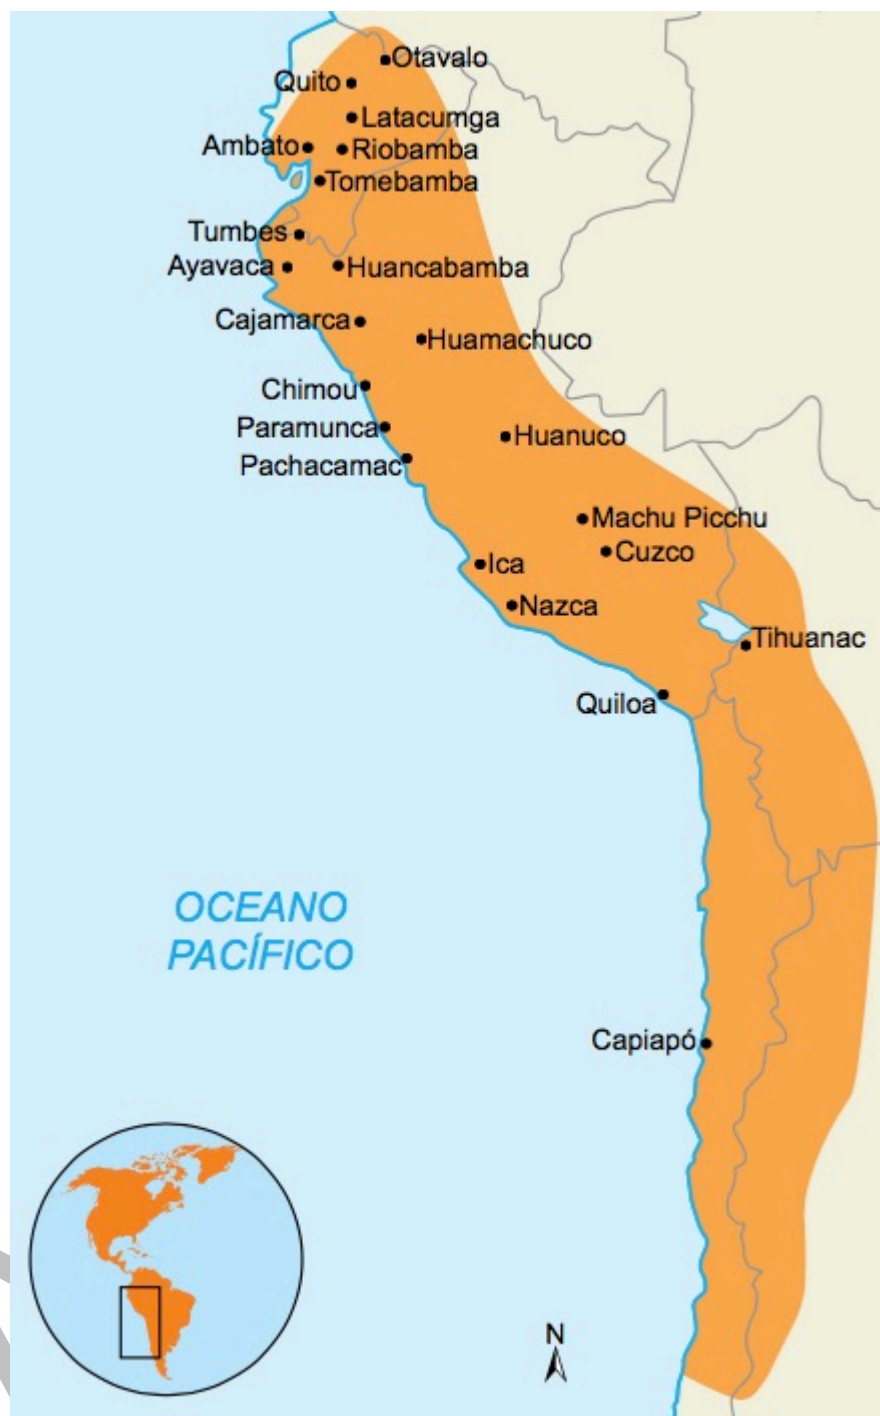 Otavalo
Quito
Latacumga
Ambato
Riobamba
Tomebamba
Tumbes
Ayavaca
Huancabamba
Cajamarca
Huamachuco
Chimou
Paramunca
Huanuco
Pachacamac
Machu Picchu
Cuzco
Ica
Nazca
Tihuanac
Quiloa
OCEANO
PACÍFICO
Capiapó
N